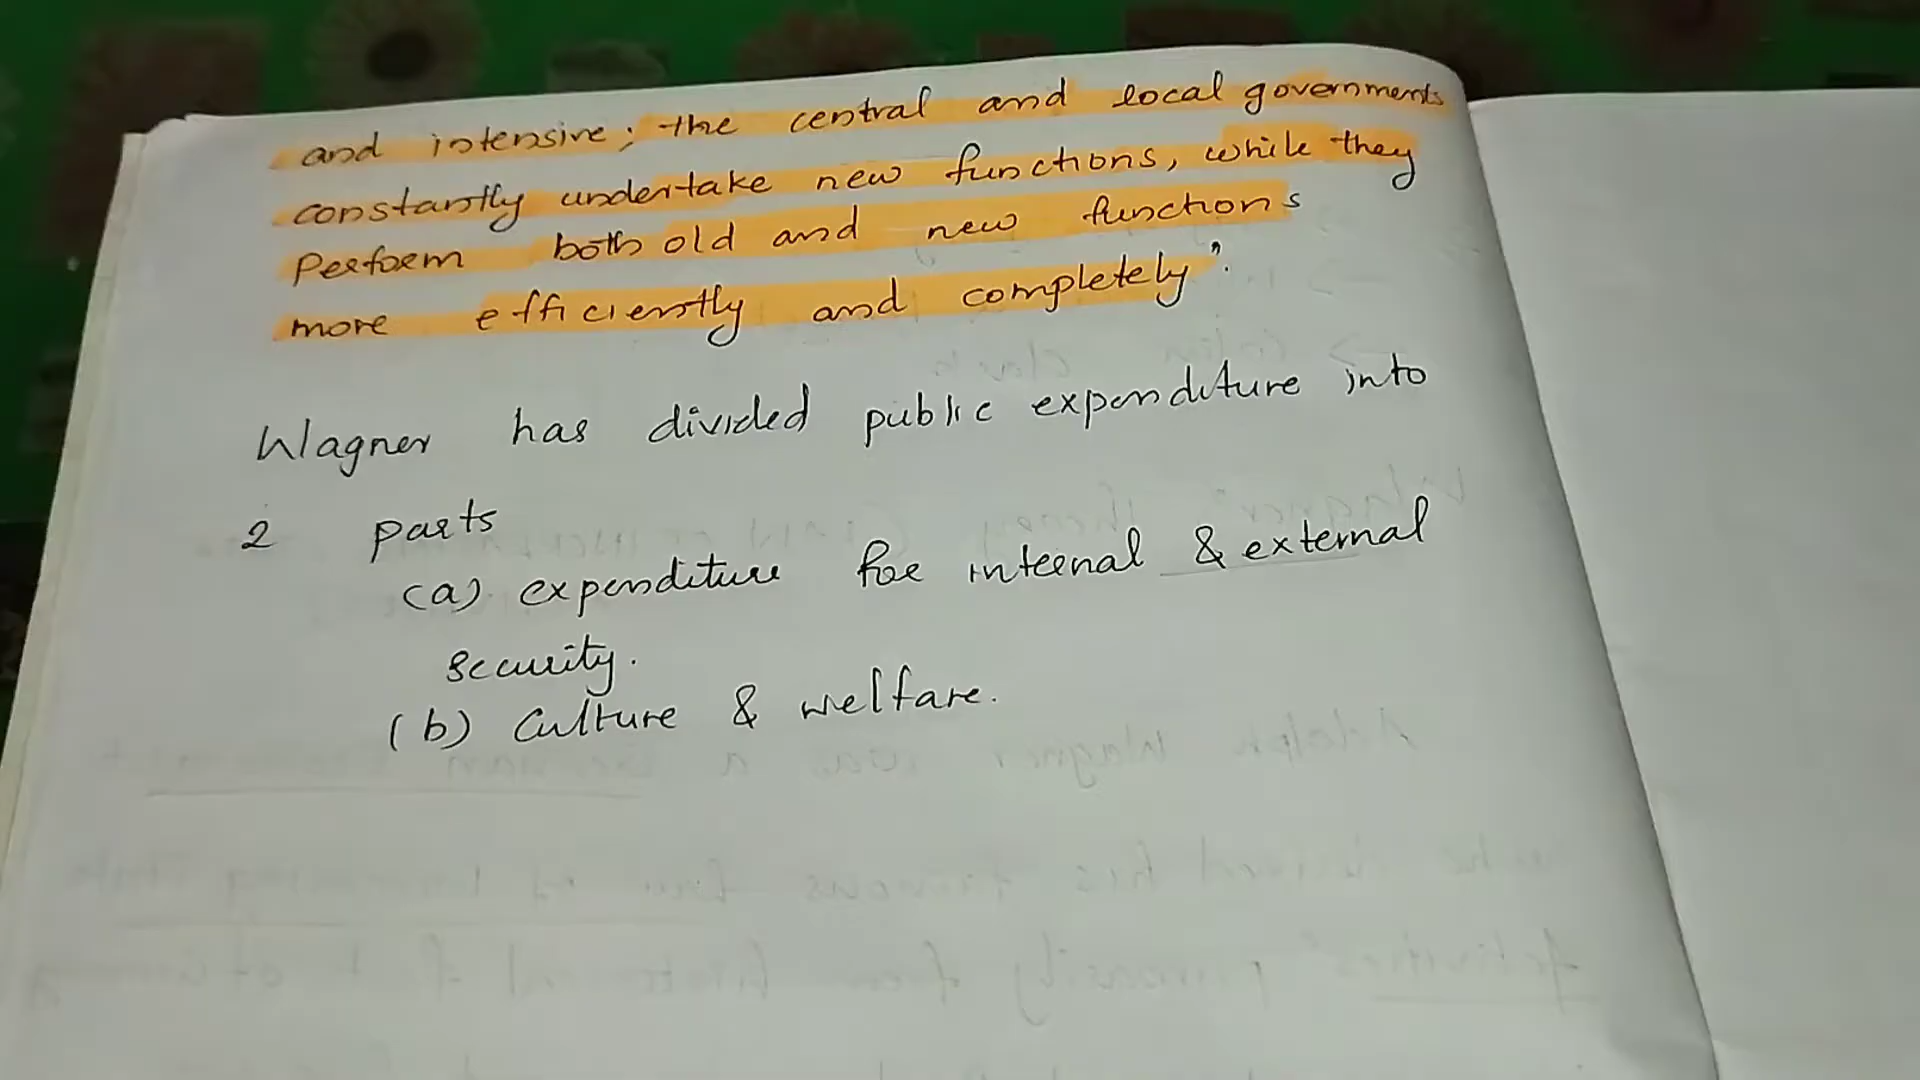 and intensive; the central and local governments
constantly undertake new functions, while they
Perform both old and new functions
more efficiently and completely".
Wagner has divided public expenditure into
2 parts
(a). expenditure for internal & external
security.
(b) Culture & welfare.